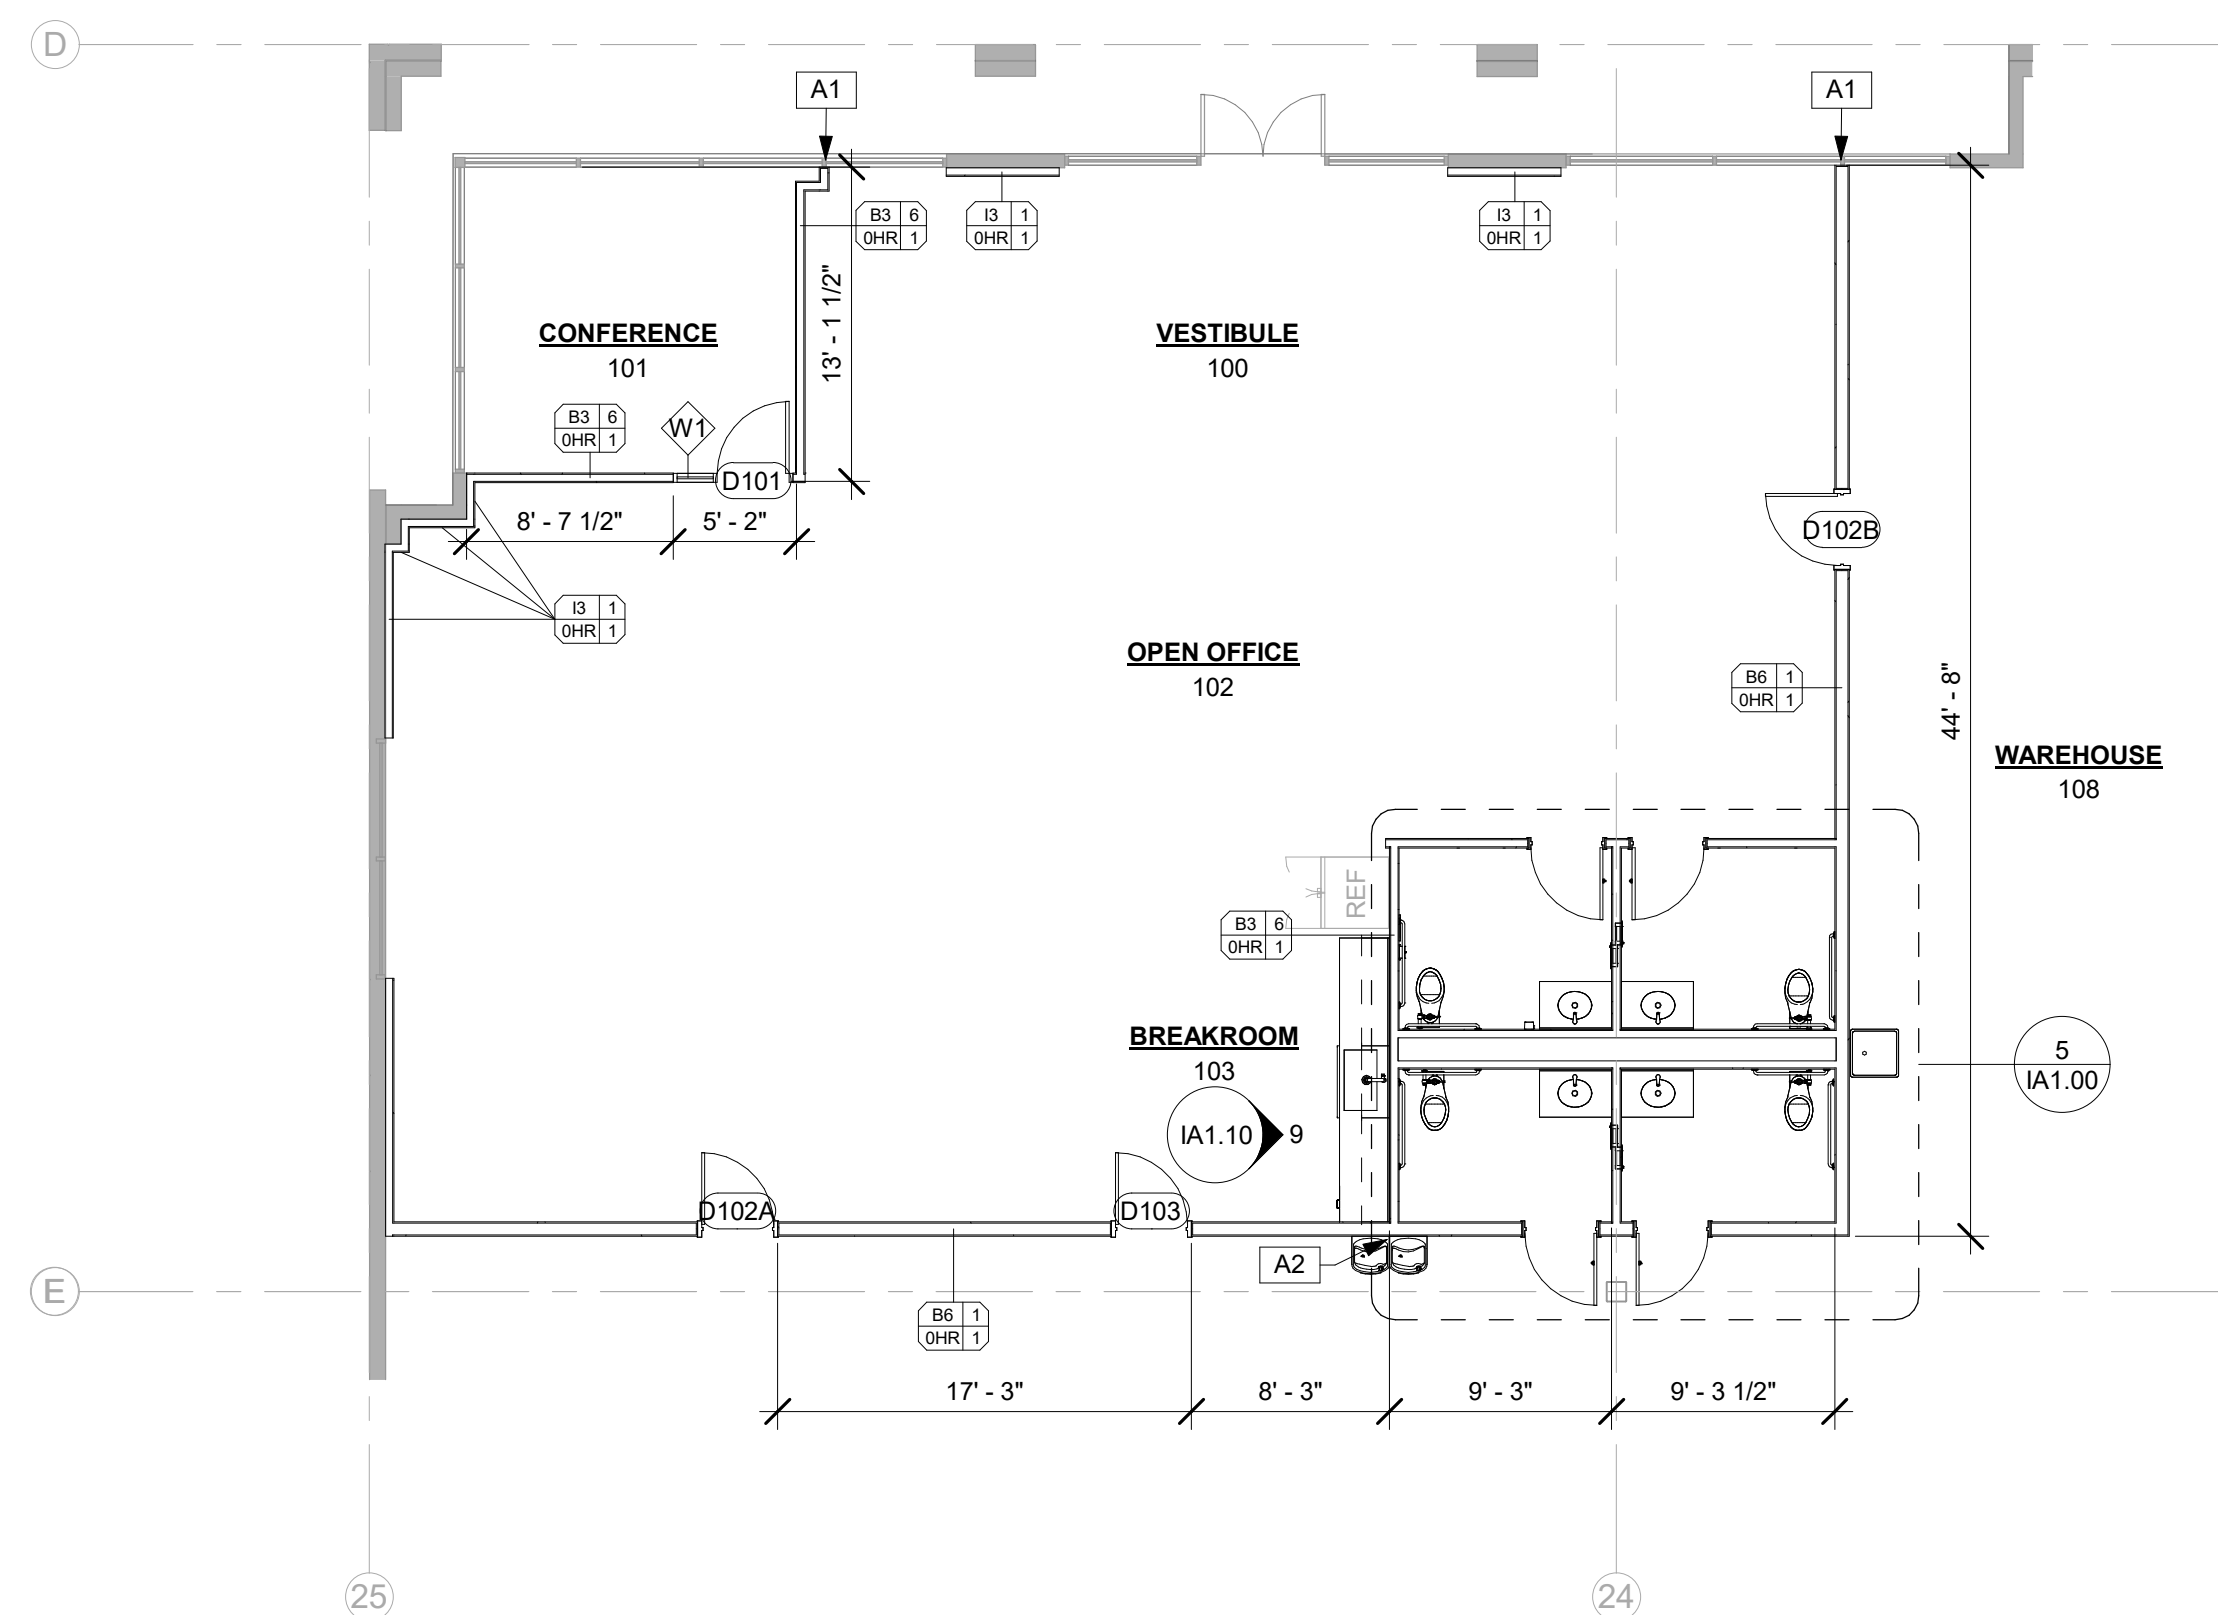 D
A1
A1
B3 6
0HR 1
I3 1
0HR 1
I3 1
0HR 1
13' - 1 1/2"
CONFERENCE
101
VESTIBULE
100
B3 6
0HR 1
W1
D101
8' - 7 1/2"
5' - 2"
D102B
I3 1
0HR 1
OPEN OFFICE
102
B6 1
0HR 1
44' - 8"
WAREHOUSE
108
REF
B3 6
0HR 1
BREAKROOM
103
IA1.10
9
5
IA1.00
D102A
D103
A2
E
B6 1
0HR 1
17' - 3"
8' - 3"
9' - 3"
9' - 3 1/2"
25
24